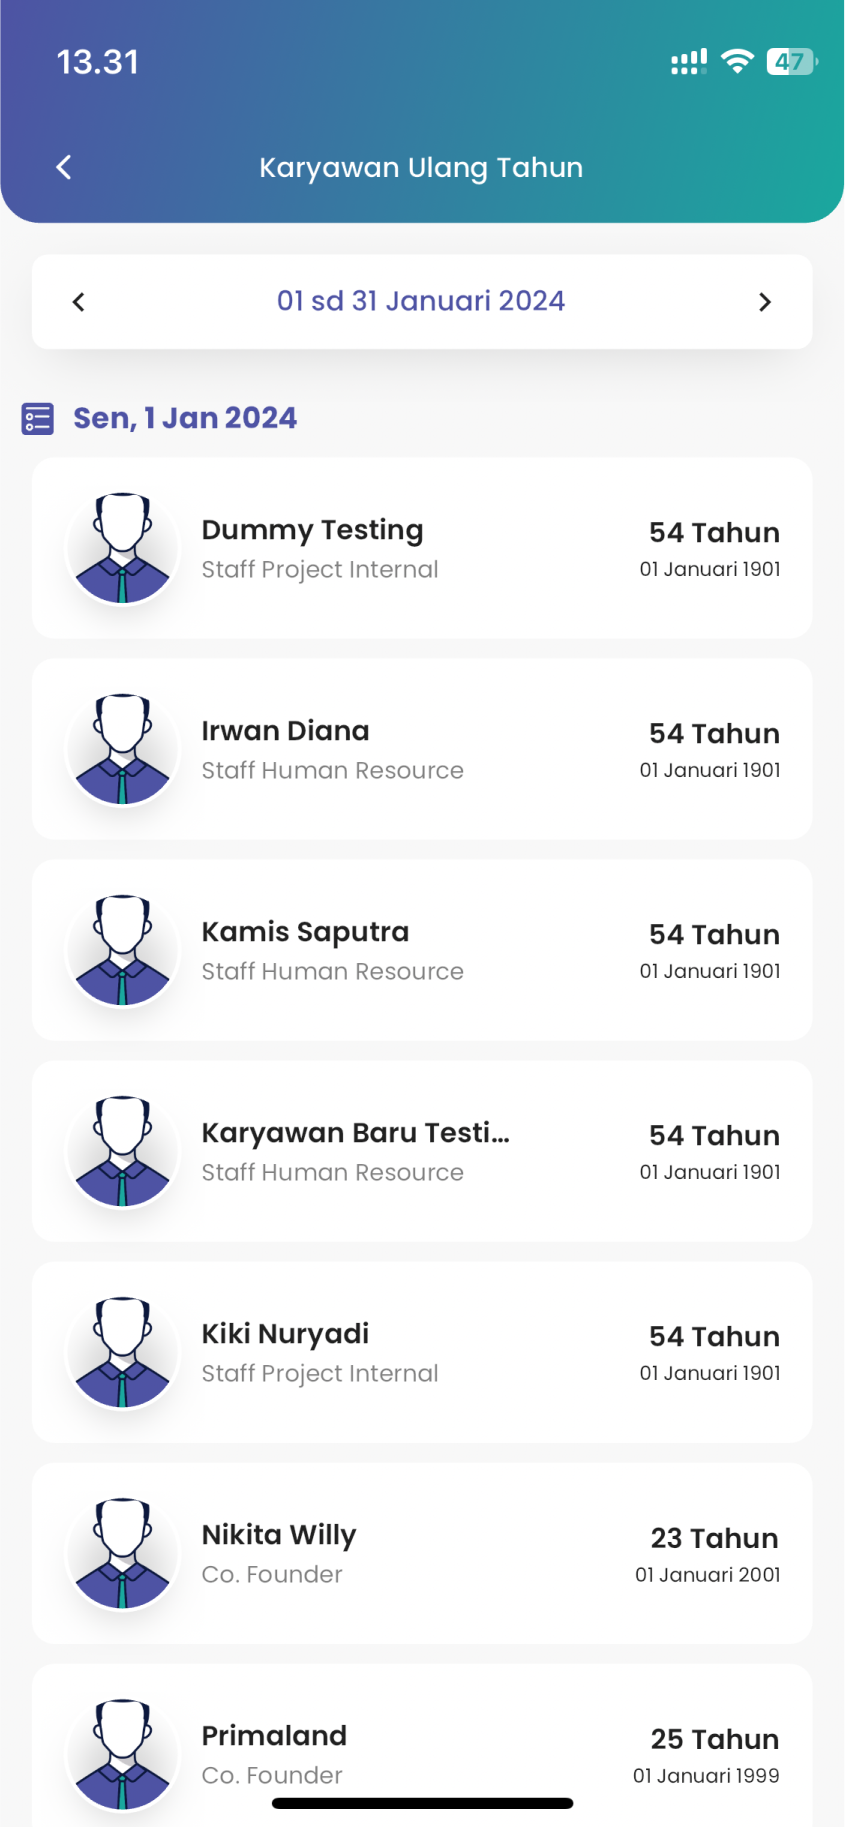 13.31
47
Karyawan Ulang Tahun
01 sd 31 Januari 2024
Sen, 1 Jan 2024
Dummy Testing
54 Tahun
Staff Project Internal
01 Januari 1901
Irwan Diana
54 Tahun
Staff Human Resource
01 Januari 1901
Kamis Saputra
54 Tahun
Staff Human Resource
01 Januari 1901
Karyawan Baru Testi...
54 Tahun
Staff Human Resource
01 Januari 1901
Kiki Nuryadi
54 Tahun
Staff Project Internal
01 Januari 1901
Nikita Willy
23 Tahun
Co. Founder
01 Januari 2001
Primaland
25 Tahun
Co. Founder
01 Januari 1999